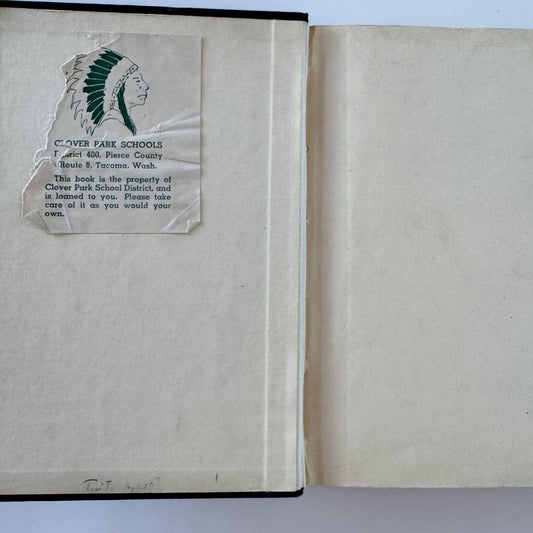 CLOVER PARK SCHOOLS
District 400, Pierce County
Route 8, Tacoma, Wash.
This book is the property of
Clover Park School District, and
is loaned to you. Please take
care of it as you would your
own.